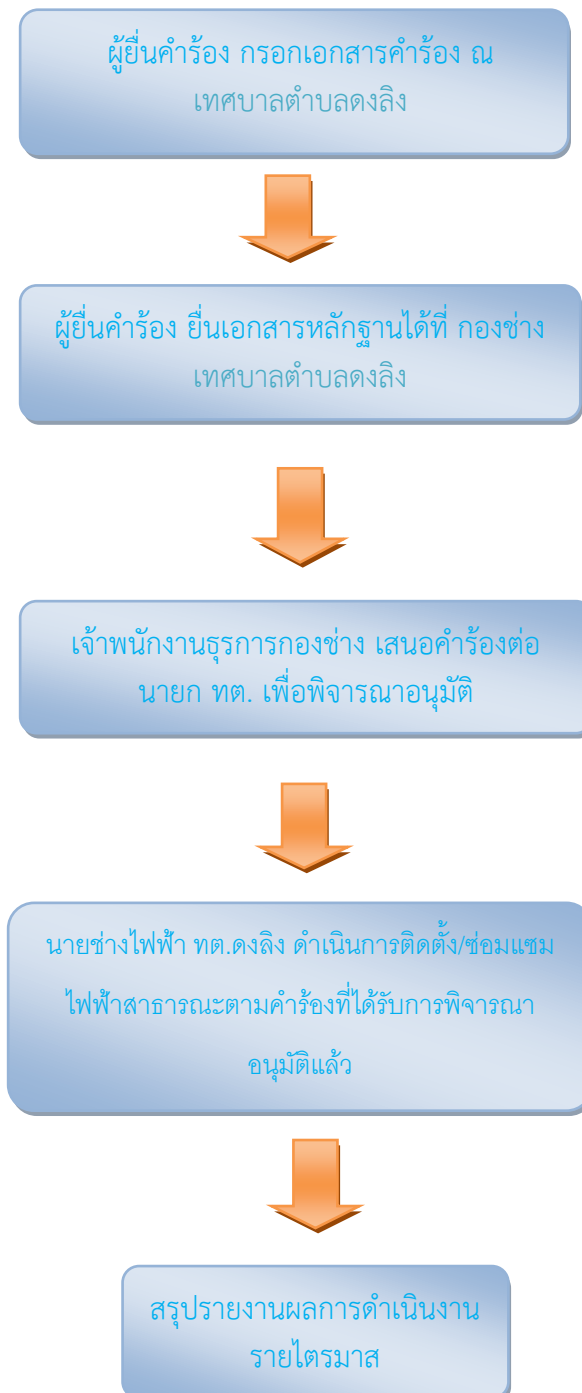 ผู้ยื่นคำร้อง กรอกเอกสารคำร้อง ณ
เทศบาลตำบลดงลิง
ผู้ยื่นคำร้อง ยื่นเอกสารหลักฐานได้ที่ กองช่าง
เทศบาลตำบลดงลิง
เจ้าพนักงานธุรการกองช่าง เสนอคำร้องต่อ
นายก ทต. เพื่อพิจารณาอนุมัติ
นายช่างไฟฟ้า ทต.ดงลิง ดำเนินการติดตั้ง/ซ่อมแซม
ไฟฟ้าสาธารณะตามคำร้องที่ได้รับการพิจารณา
อนุมัติแล้ว
สรุปรายงานผลการดำเนินงาน
รายไตรมาส